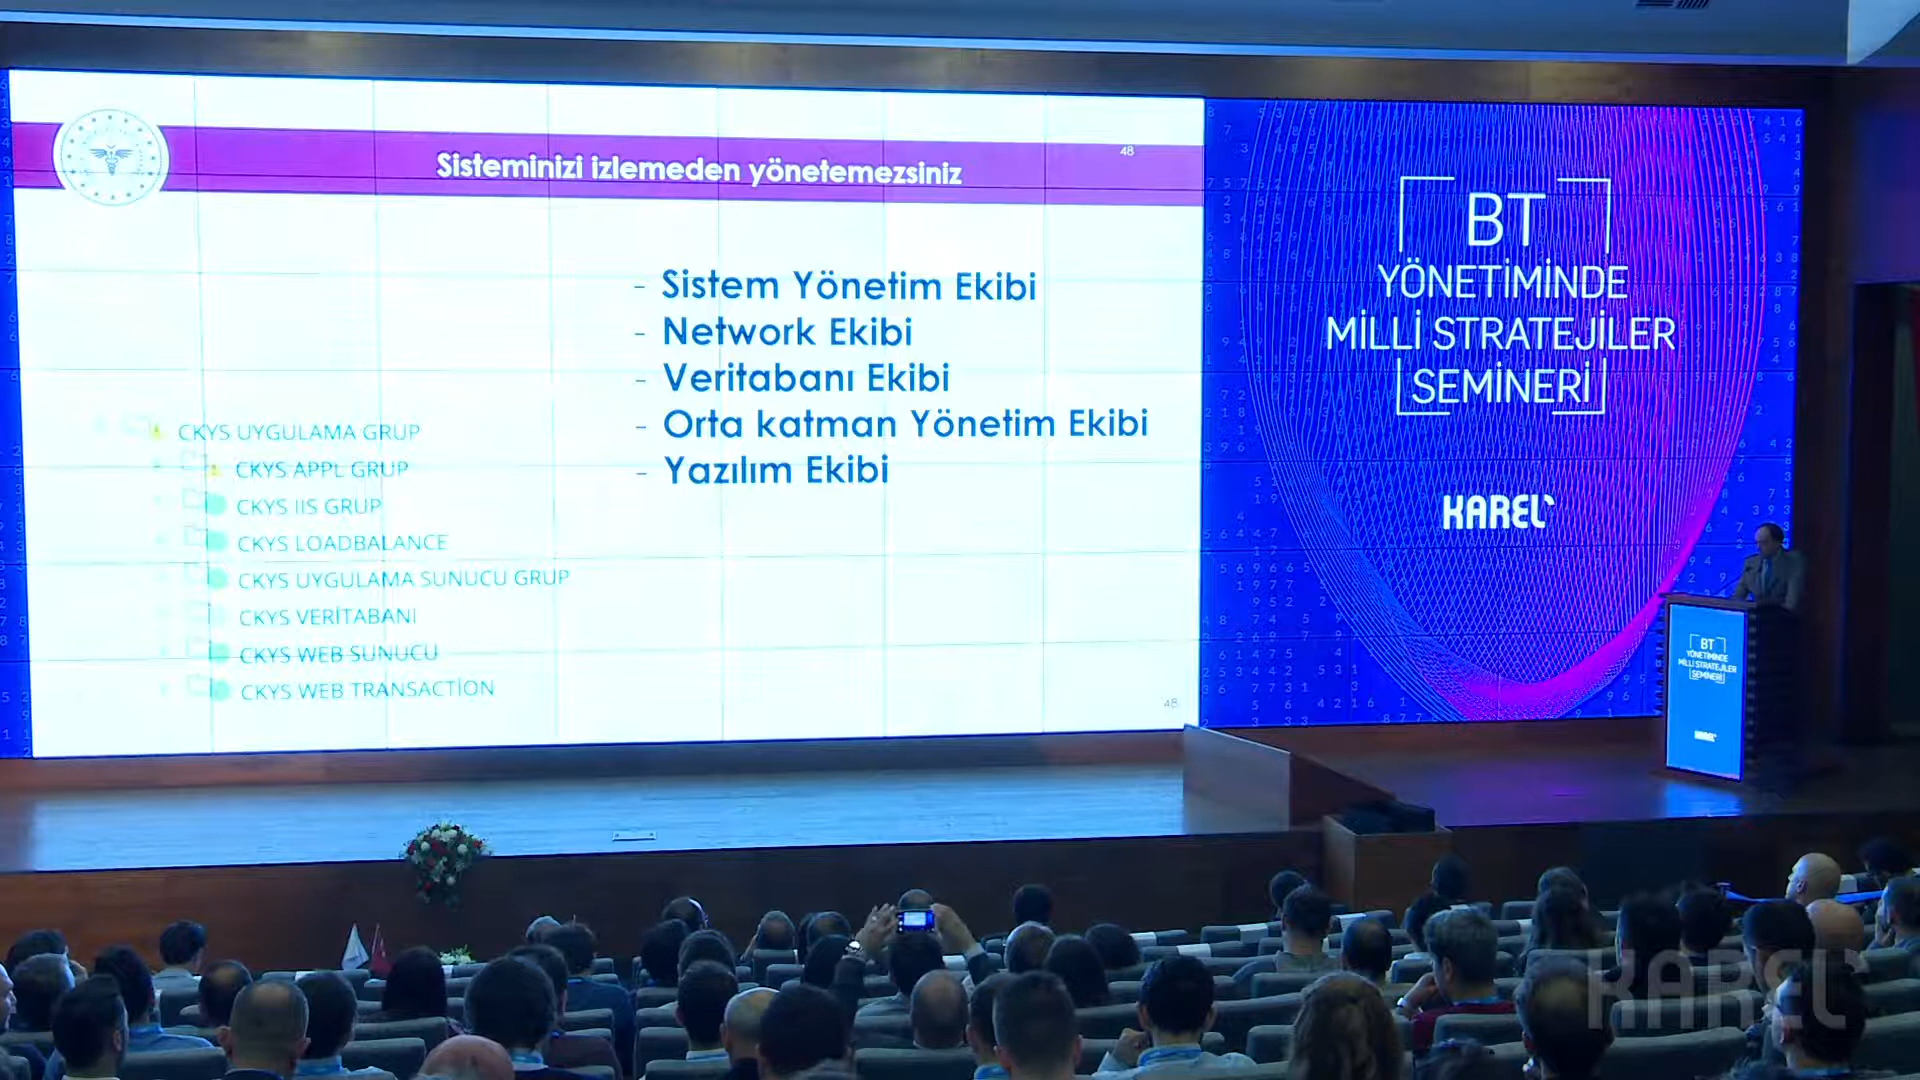 Sisteminizi izlemeden yönetemezsiniz
48
- Sistem Yönetim Ekibi
- Network Ekibi
- Veritabanı Ekibi
- Orta katman Yönetim Ekibi
- Yazılım Ekibi
CKYS UYGULAMA GRUP
CKYS APPL GRUP
CKYS IIS GRUP
CKYS LOADBALANCE
CKYS UYGULAMA SUNUCU GRUP
CKYS VERİTABANI
CKYS WEB SUNUCU
CKYS WEB TRANSACTİON
48
BT
YÖNETİMİNDE
MİLLİ STRATEJİLER
SEMİNERİ
KAREL
BT
YÖNETİMİNDE
MİLLİ STRATEJİLER
SEMİNERİ
KAREL
KAREL